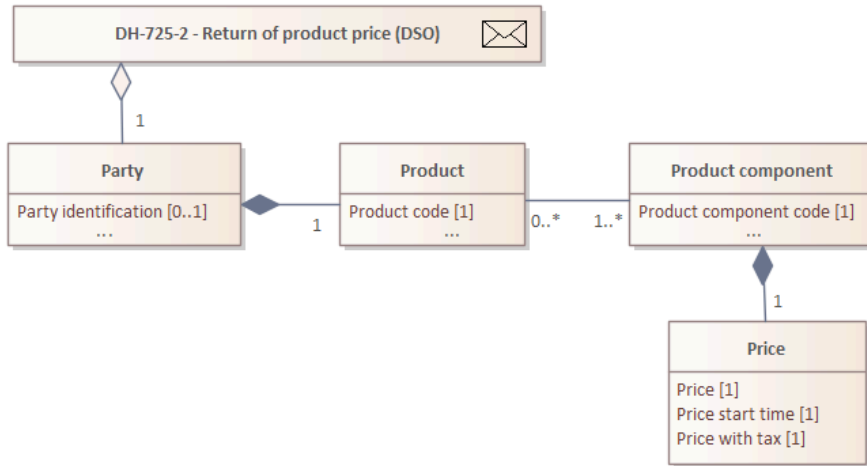 DH-725-2 - Return of product price (DSO)
1
Party
Party identification [0..1]
...
1
Product
Product code [1]
...
0..*
1..*
Product component
Product component code [1]
...
1
Price
Price [1]
Price start time [1]
Price with tax [1]